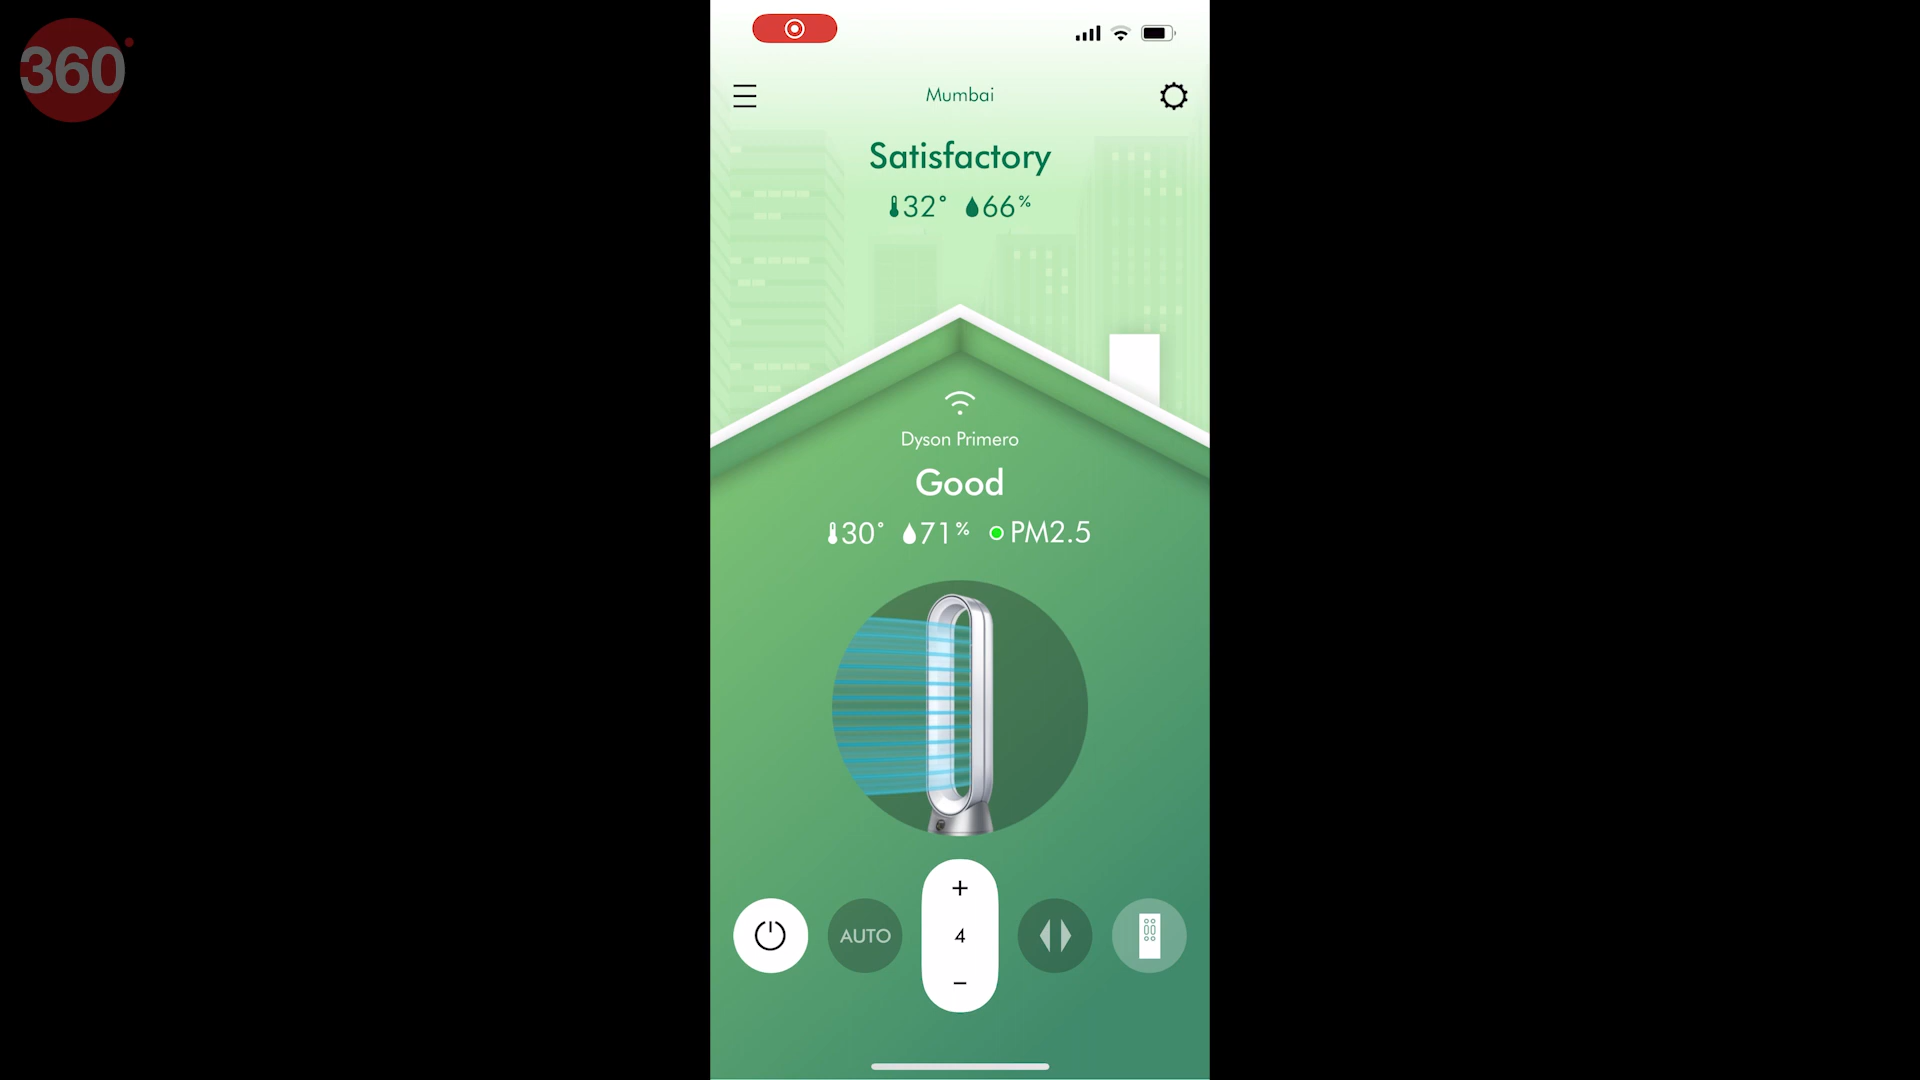 360
Mumbai
Satisfactory
32° 66%
Dyson Primero
Good
30° 71% PM2.5
+
AUTO 4
−